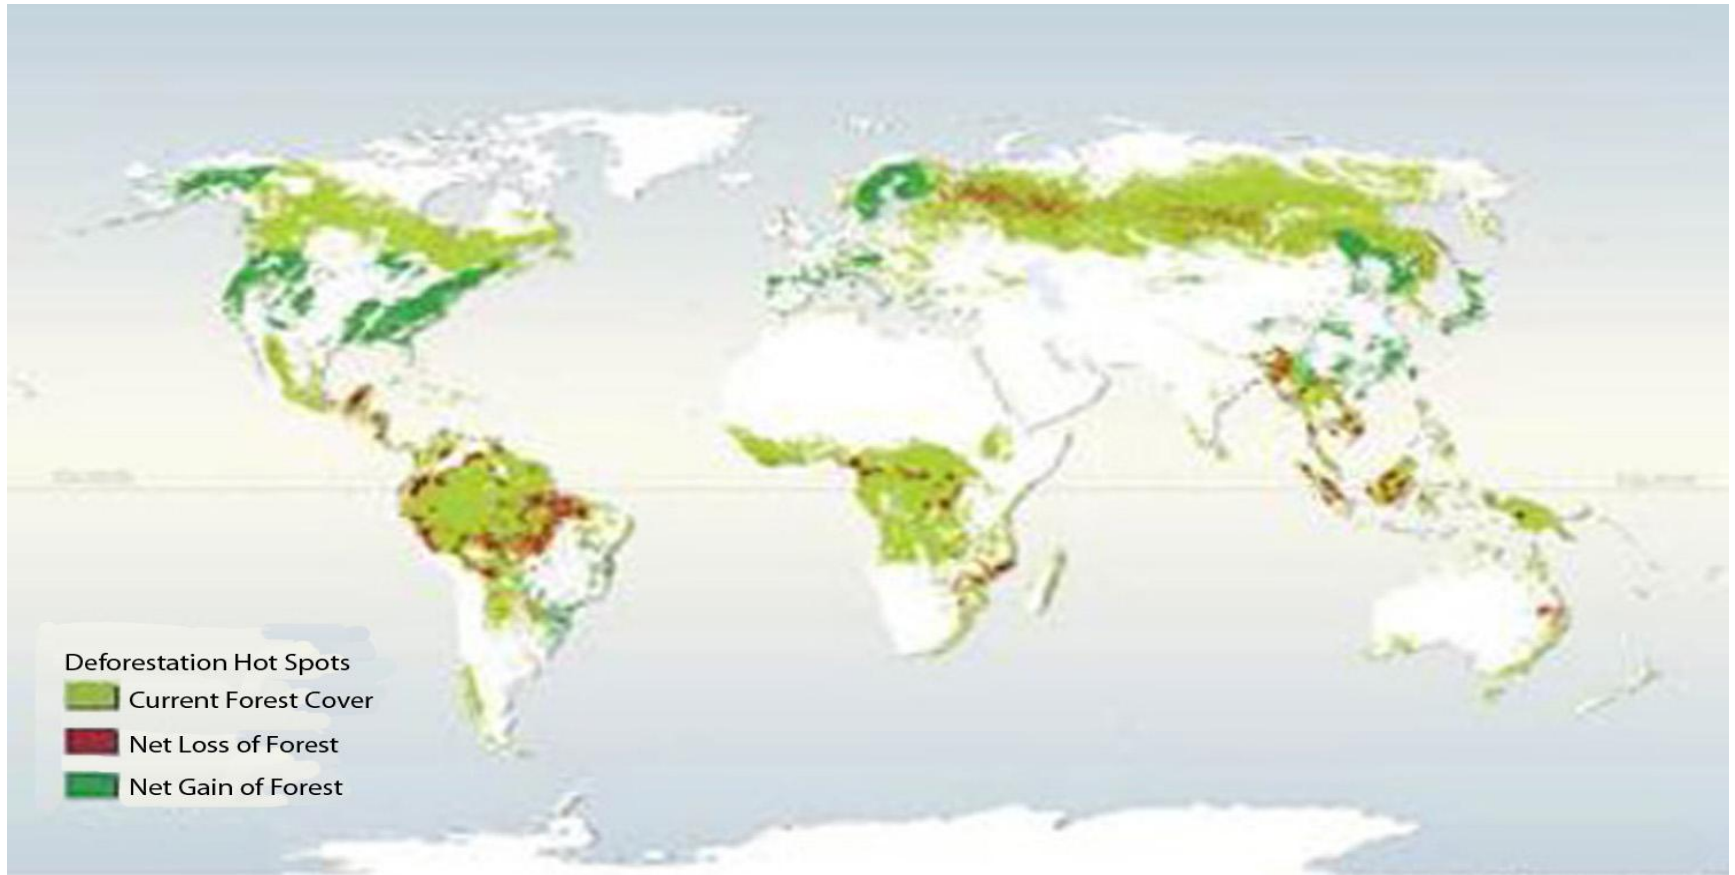 Deforestation Hot Spots
Current Forest Cover
Net Loss of Forest
Net Gain of Forest